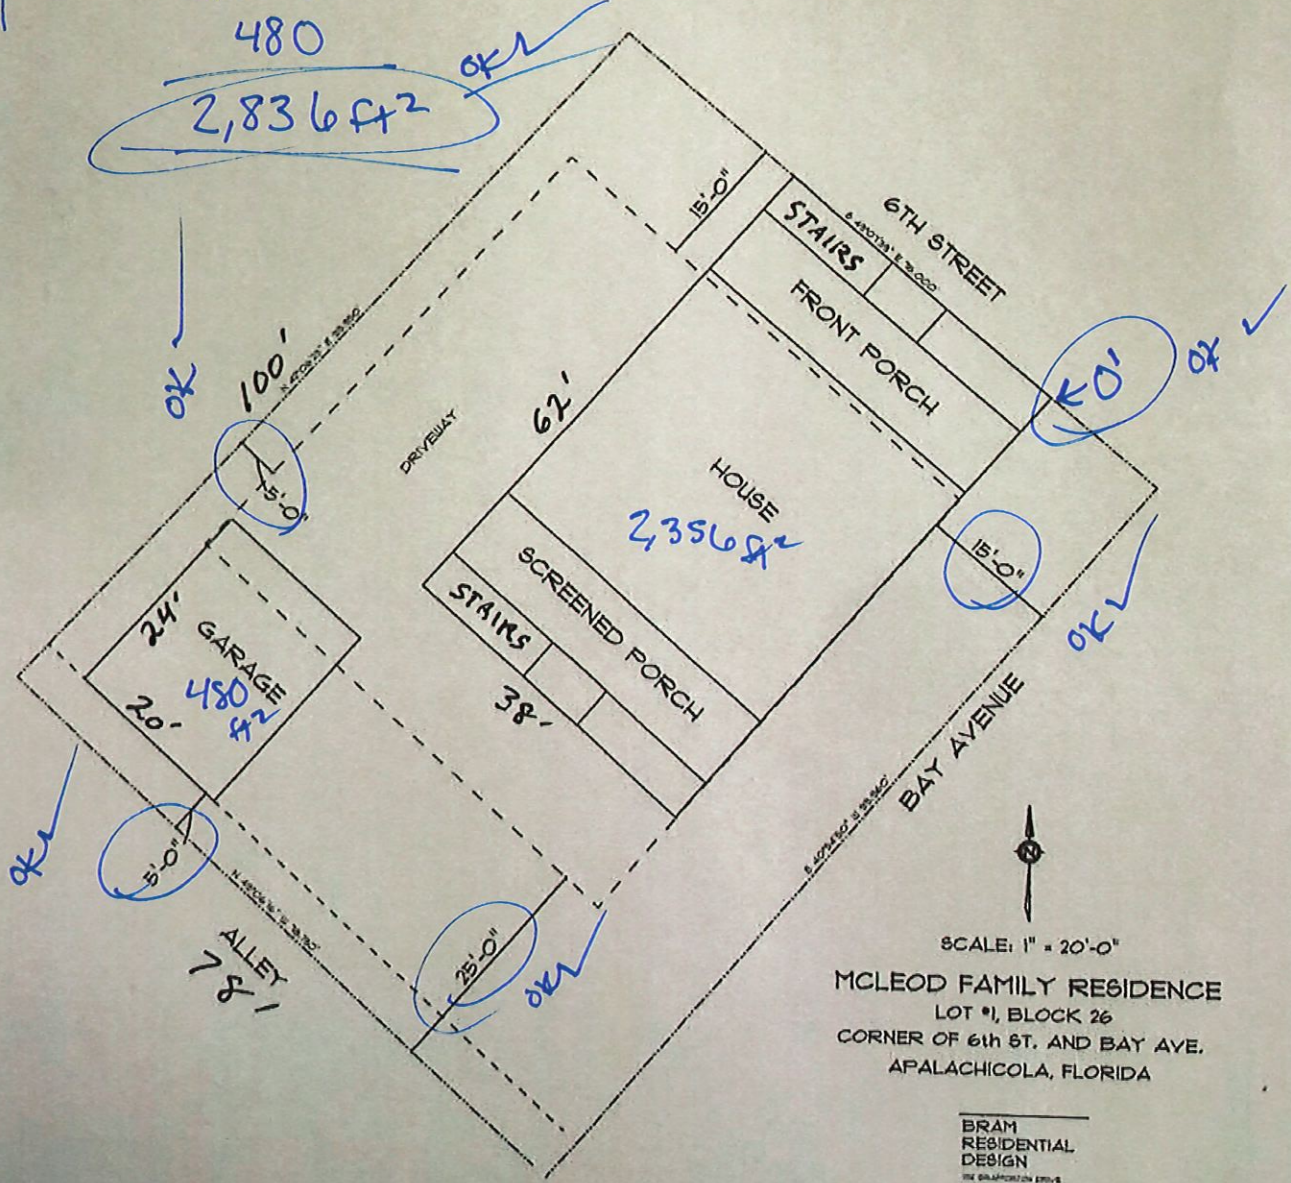 480
2,836 ft²
OK
OK
15'-0"
STAIRS
6TH STREET
FRONT PORCH
←0'
OK ✓
100'
DRIVEWAY
62'
HOUSE
2,356 ft²
15'-0"
5'-0"
OK
24'
GARAGE
480
ft²
20'
SCREENED PORCH
STAIRS
38'
BAY AVENUE
OK
5'-0"
ALLEY
78'
25'-0"
OK
N
SCALE: 1" = 20'-0"
MCLEOD FAMILY RESIDENCE
LOT #1, BLOCK 26
CORNER OF 6th ST. AND BAY AVE.
APALACHICOLA, FLORIDA
BRAM
RESIDENTIAL
DESIGN